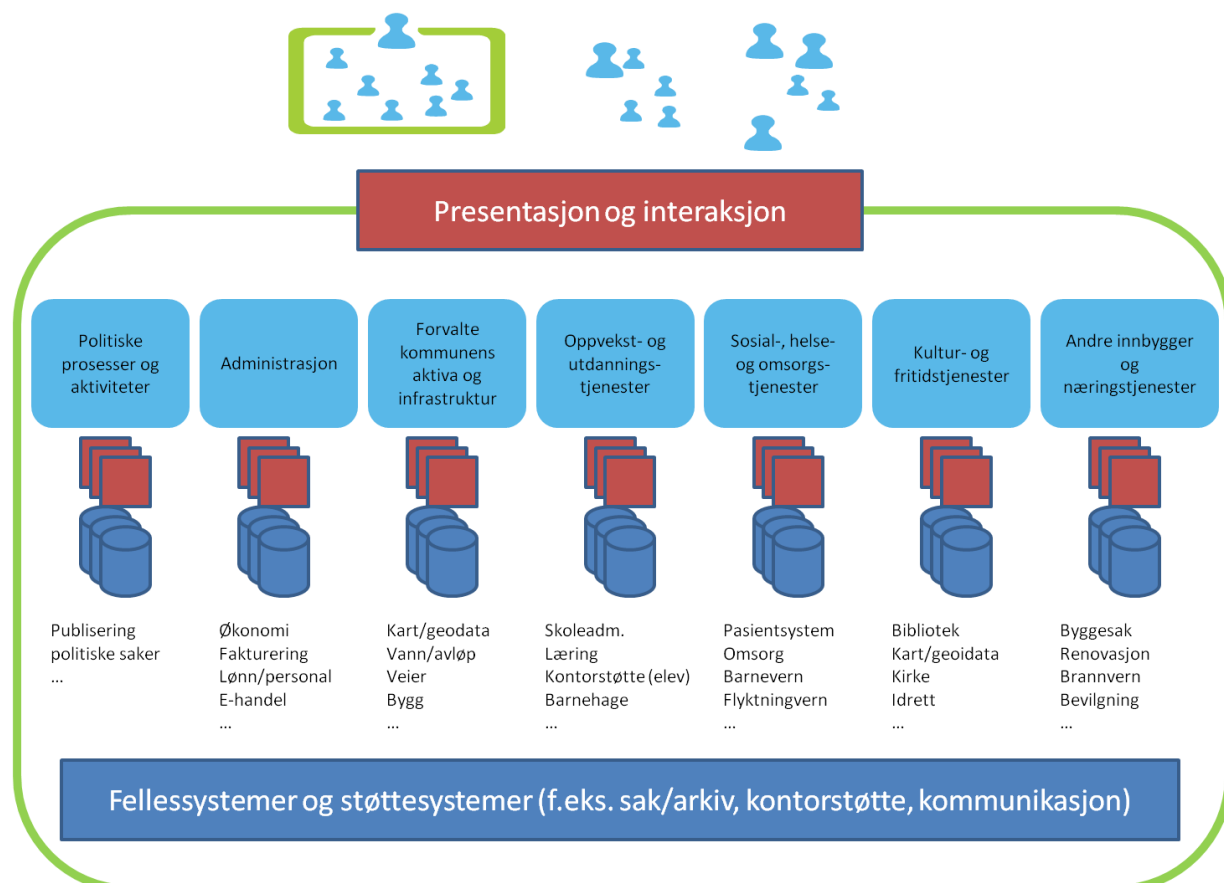 Presentasjon og interaksjon
Politiske
prosesser og
aktiviteter
Administrasjon
Forvalte
kommunens
aktiva og
infrastruktur
Oppvekst- og
utdannings-
tjenester
Sosial-, helse-
og omsorgs-
tjenester
Kultur- og
fritidstjenester
Andre innbygger
og
næringstjenester
Publisering
politiske saker
...
Økonomi
Fakturering
Lønn/personal
E-handel
...
Kart/geodata
Vann/avløp
Veier
Bygg
...
Skoleadm.
Læring
Kontorstøtte (elev)
Barnehage
...
Pasientsystem
Omsorg
Barnevern
Flyktningvern
...
Bibliotek
Kart/geoidata
Kirke
Idrett
...
Byggesak
Renovasjon
Brannvern
Bevilgning
...
Fellessystemer og støttesystemer (f.eks. sak/arkiv, kontorstøtte, kommunikasjon)